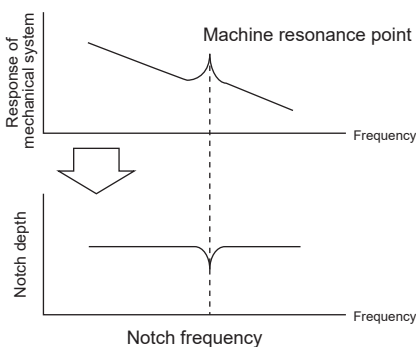 Response of
mechanical system
Machine resonance point
Frequency
Notch depth
Frequency
Notch frequency